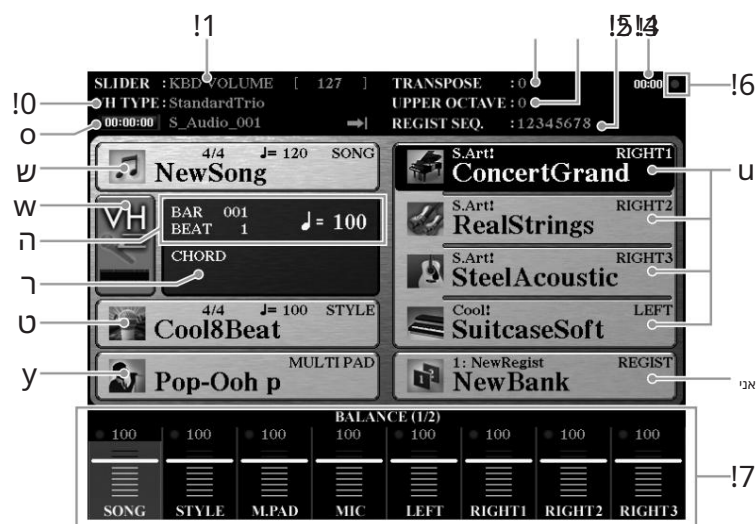 !1
!5!4
SLIDER : KBD VOLUME [ 127 ] TRANSPOSE : 0 00:00
!6
!0
VH TYPE : StandardTrio UPPER OCTAVE : 0
o
00:00:00 S_Audio_001 REGIST SEQ. : 12345678
ש
4/4 ♩= 120 SONG
NewSong
S.Art! RIGHT1
ConcertGrand
u
w
VH
BAR 001
BEAT 1 ♩= 100
S.Art! RIGHT2
RealStrings
ה
ר
CHORD
S.Art! RIGHT3
SteelAcoustic
ט
4/4 ♩= 100 STYLE
Cool8Beat
Cool! LEFT
SuitcaseSoft
y
MULTI PAD
Pop-Ooh p
1: NewRegist REGIST
NewBank
אני
BALANCE (1/2)
100 100 100 100 100 100 100 100
!7
SONG STYLE M.PAD MIC LEFT RIGHT1 RIGHT2 RIGHT3